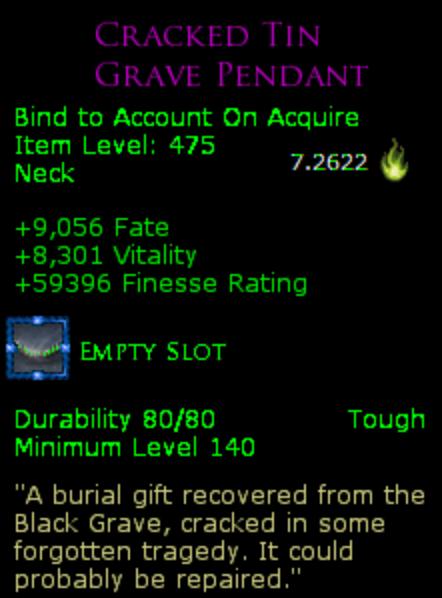 Cracked Tin
Grave Pendant
Bind to Account On Acquire
Item Level: 475
7.2622
Neck
+9,056 Fate
+8,301 Vitality
+59396 Finesse Rating
Empty Slot
Durability 80/80 Tough
Minimum Level 140
"A burial gift recovered from the
Black Grave, cracked in some
forgotten tragedy. It could
probably be repaired."